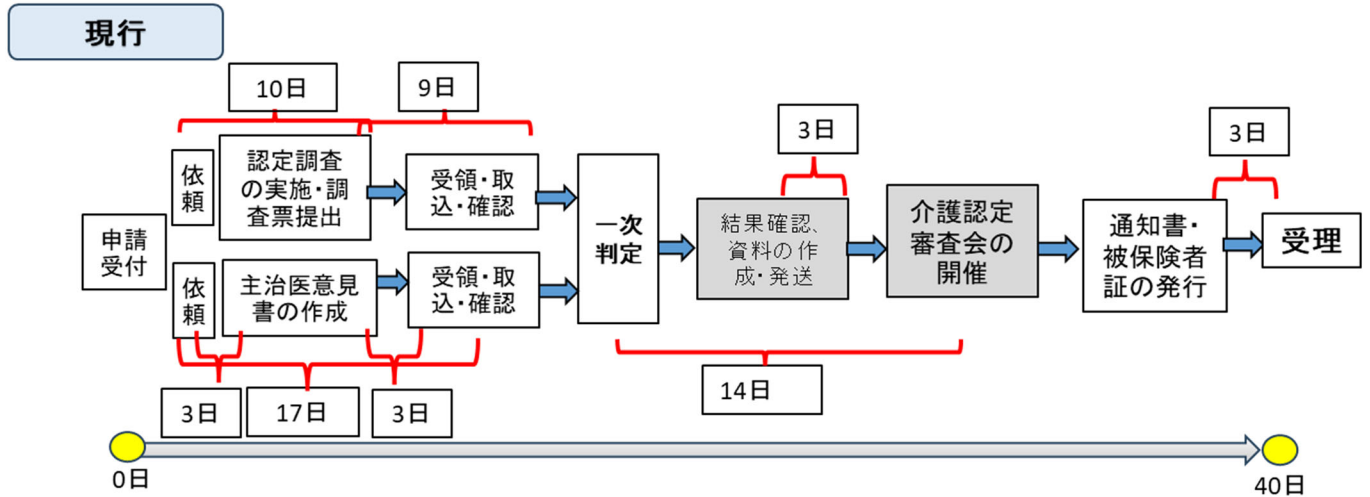 現行
10日
9日
3日
3日
依頼
認定調査
の実施・調
査票提出
受領・取
込・確認
申請
受付
依頼
主治医意見
書の作成
受領・取
込・確認
一次
判定
結果確認、
資料の作
成・発送
介護認定
審査会の
開催
通知書・
被保険者
証の発行
受理
3日
17日
3日
14日
0日
40日